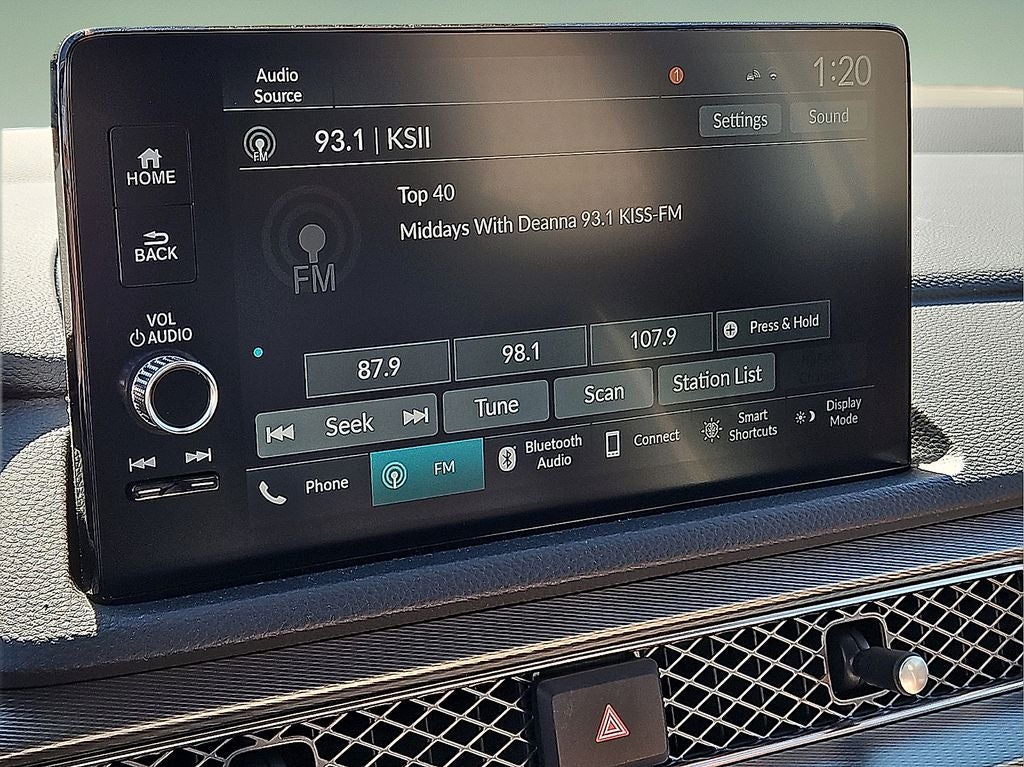 Audio
Source
1
1:20
93.1 | KSII
FM
Settings
Sound
HOME
BACK
Top 40
Middays With Deanna 93.1 KISS-FM
FM
VOL
AUDIO
87.9
98.1
107.9
Press & Hold
Seek
Tune
Scan
Station List
Phone
FM
Bluetooth
Audio
Connect
Smart
Shortcuts
Display
Mode